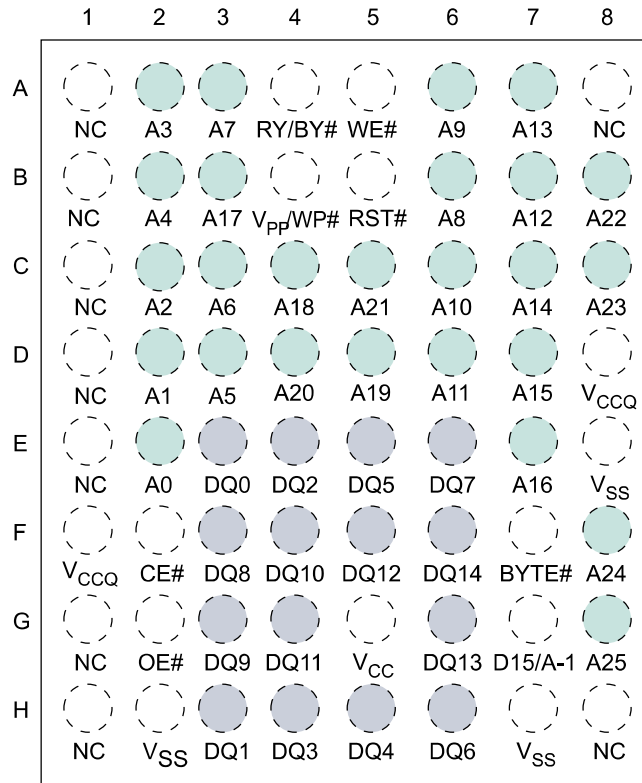 1 2 3 4 5 6 7 8
A
NC A3 A7 RY/BY# WE# A9 A13 NC
B
NC A4 A17 VPP/WP# RST# A8 A12 A22
C
NC A2 A6 A18 A21 A10 A14 A23
D
NC A1 A5 A20 A19 A11 A15 VCCQ
E
NC A0 DQ0 DQ2 DQ5 DQ7 A16 VSS
F
VCCQ CE# DQ8 DQ10 DQ12 DQ14 BYTE# A24
G
NC OE# DQ9 DQ11 VCC DQ13 D15/A-1 A25
H
NC VSS DQ1 DQ3 DQ4 DQ6 VSS NC